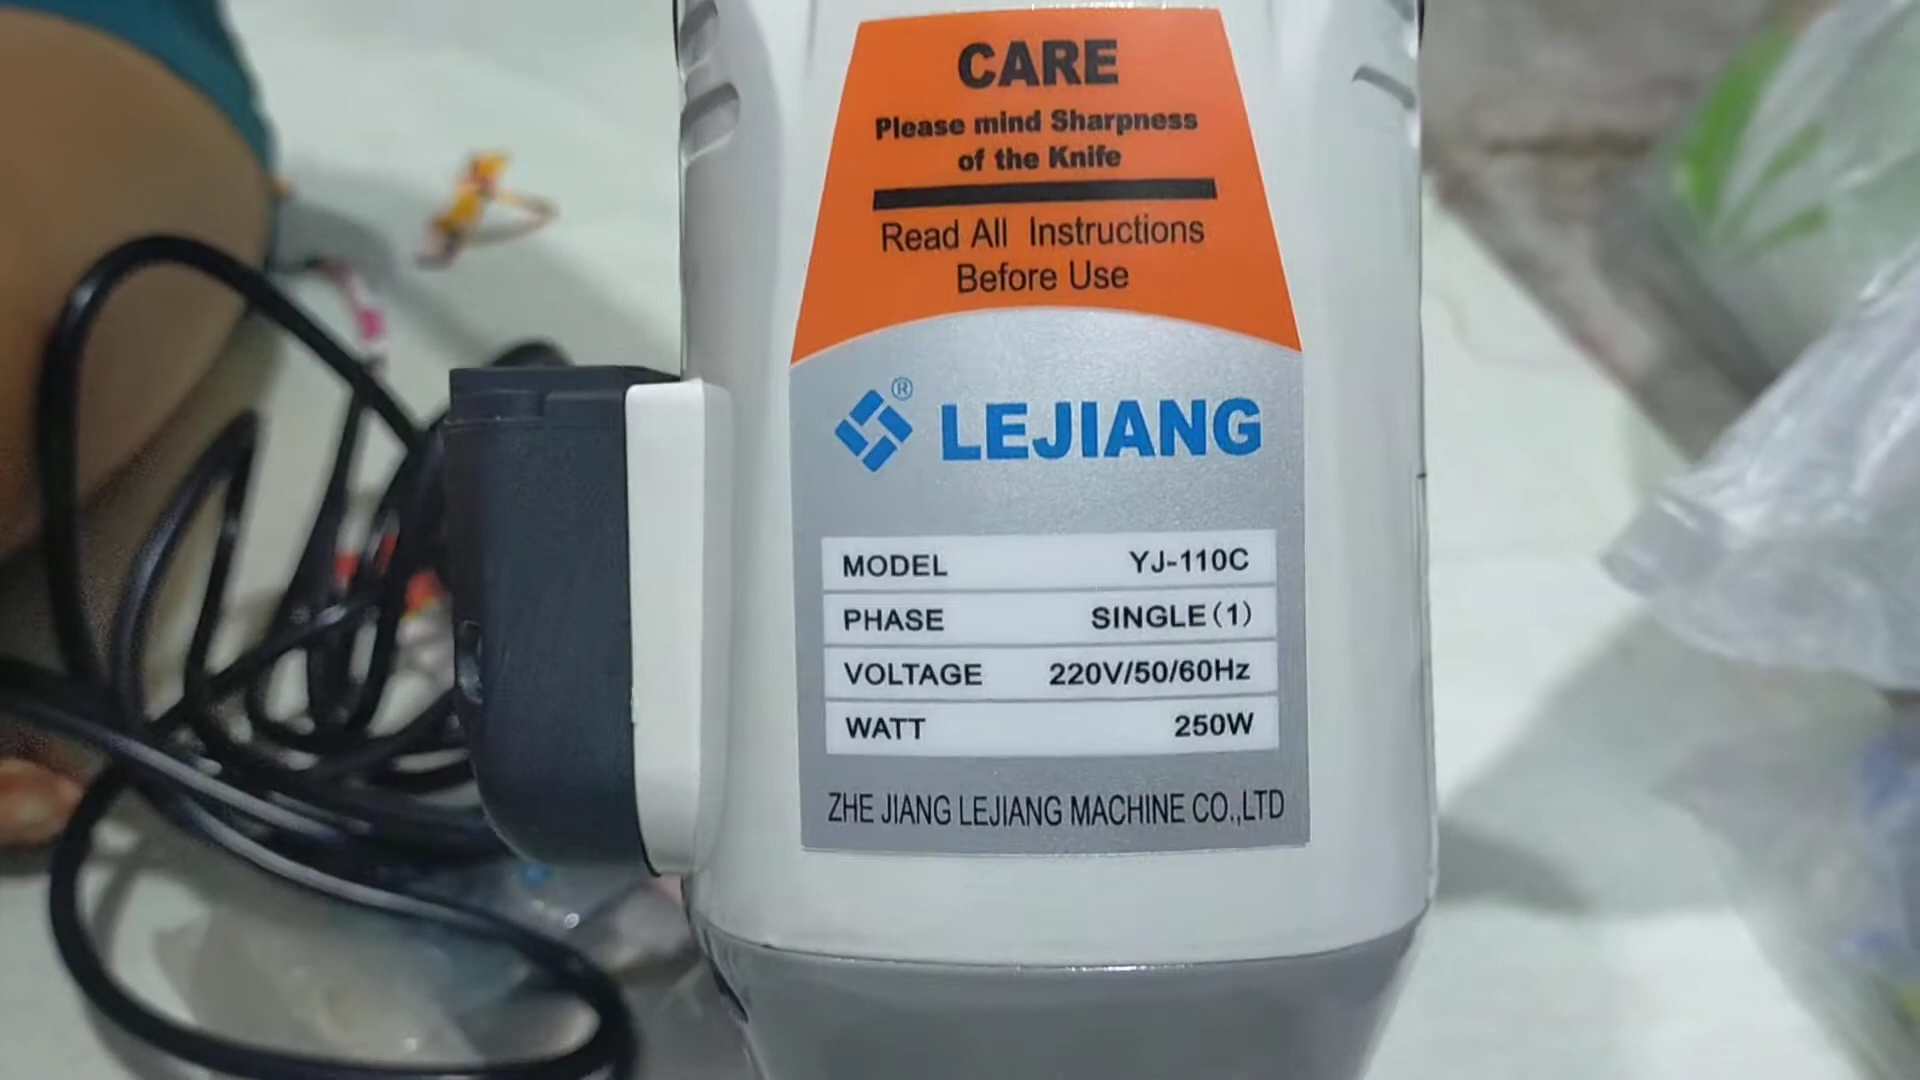 CARE
Please mind Sharpness
of the Knife
Read All Instructions
Before Use
® LEJIANG
MODEL YJ-110C
PHASE SINGLE(1)
VOLTAGE 220V/50/60Hz
WATT 250W
ZHE JIANG LEJIANG MACHINE CO.,LTD